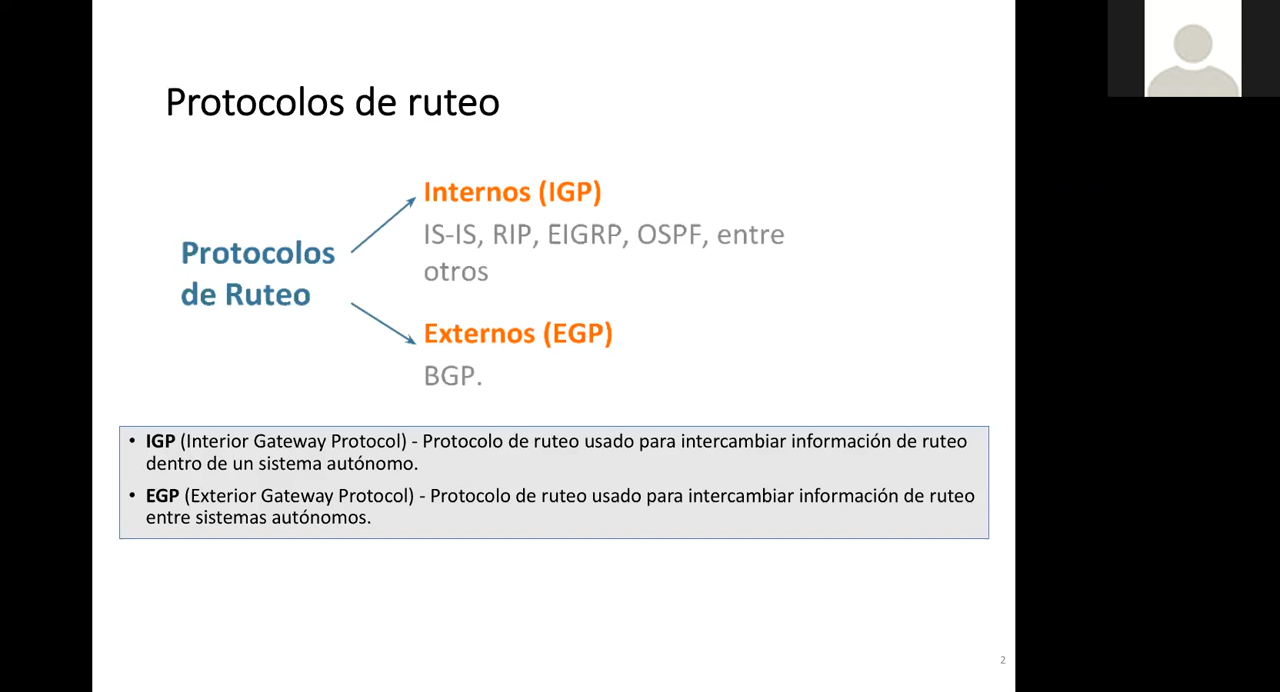 Protocolos de ruteo
Internos (IGP)
IS-IS, RIP, EIGRP, OSPF, entre
otros
Protocolos
de Ruteo
Externos (EGP)
BGP.
• IGP (Interior Gateway Protocol) - Protocolo de ruteo usado para intercambiar información de ruteo
dentro de un sistema autónomo.
• EGP (Exterior Gateway Protocol) - Protocolo de ruteo usado para intercambiar información de ruteo
entre sistemas autónomos.
2